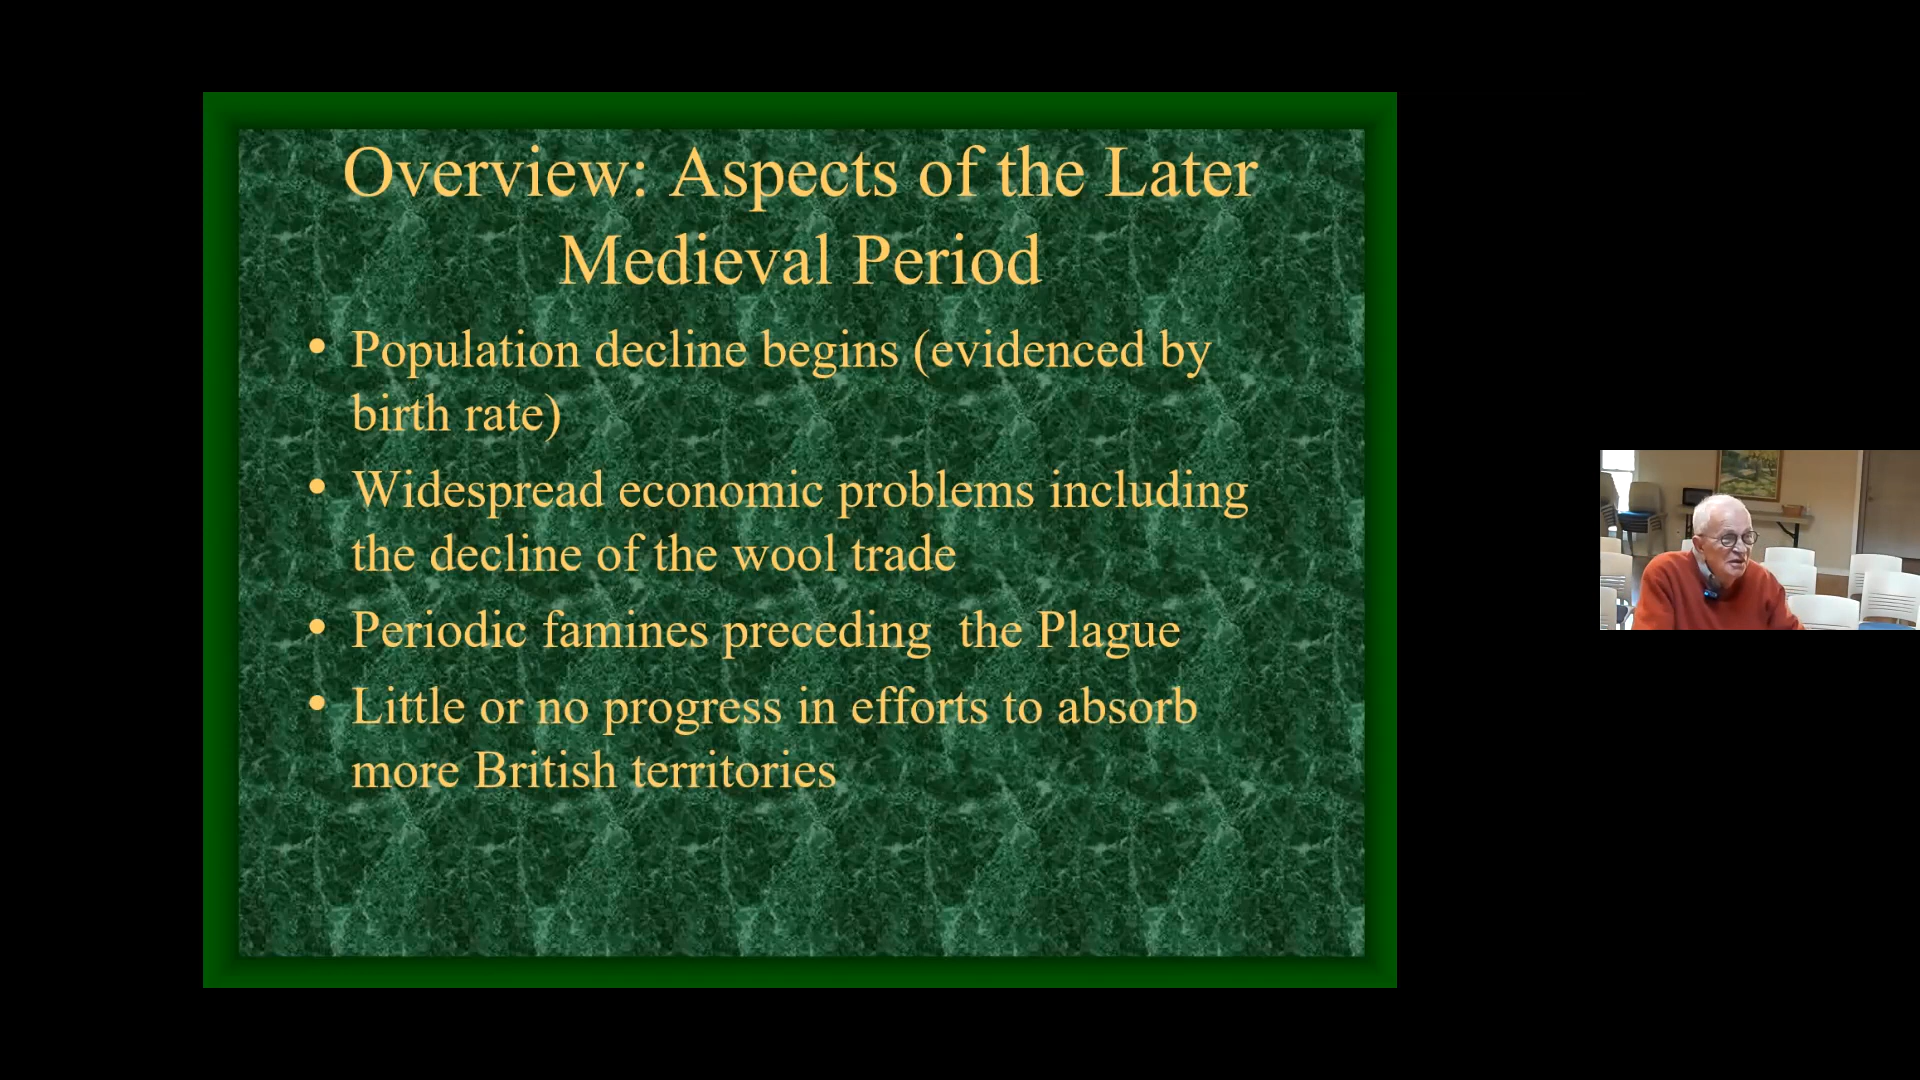 Overview: Aspects of the Later
Medieval Period
• Population decline begins (evidenced by
birth rate)
• Widespread economic problems including
the decline of the wool trade
• Periodic famines preceding  the Plague
• Little or no progress in efforts to absorb
more British territories